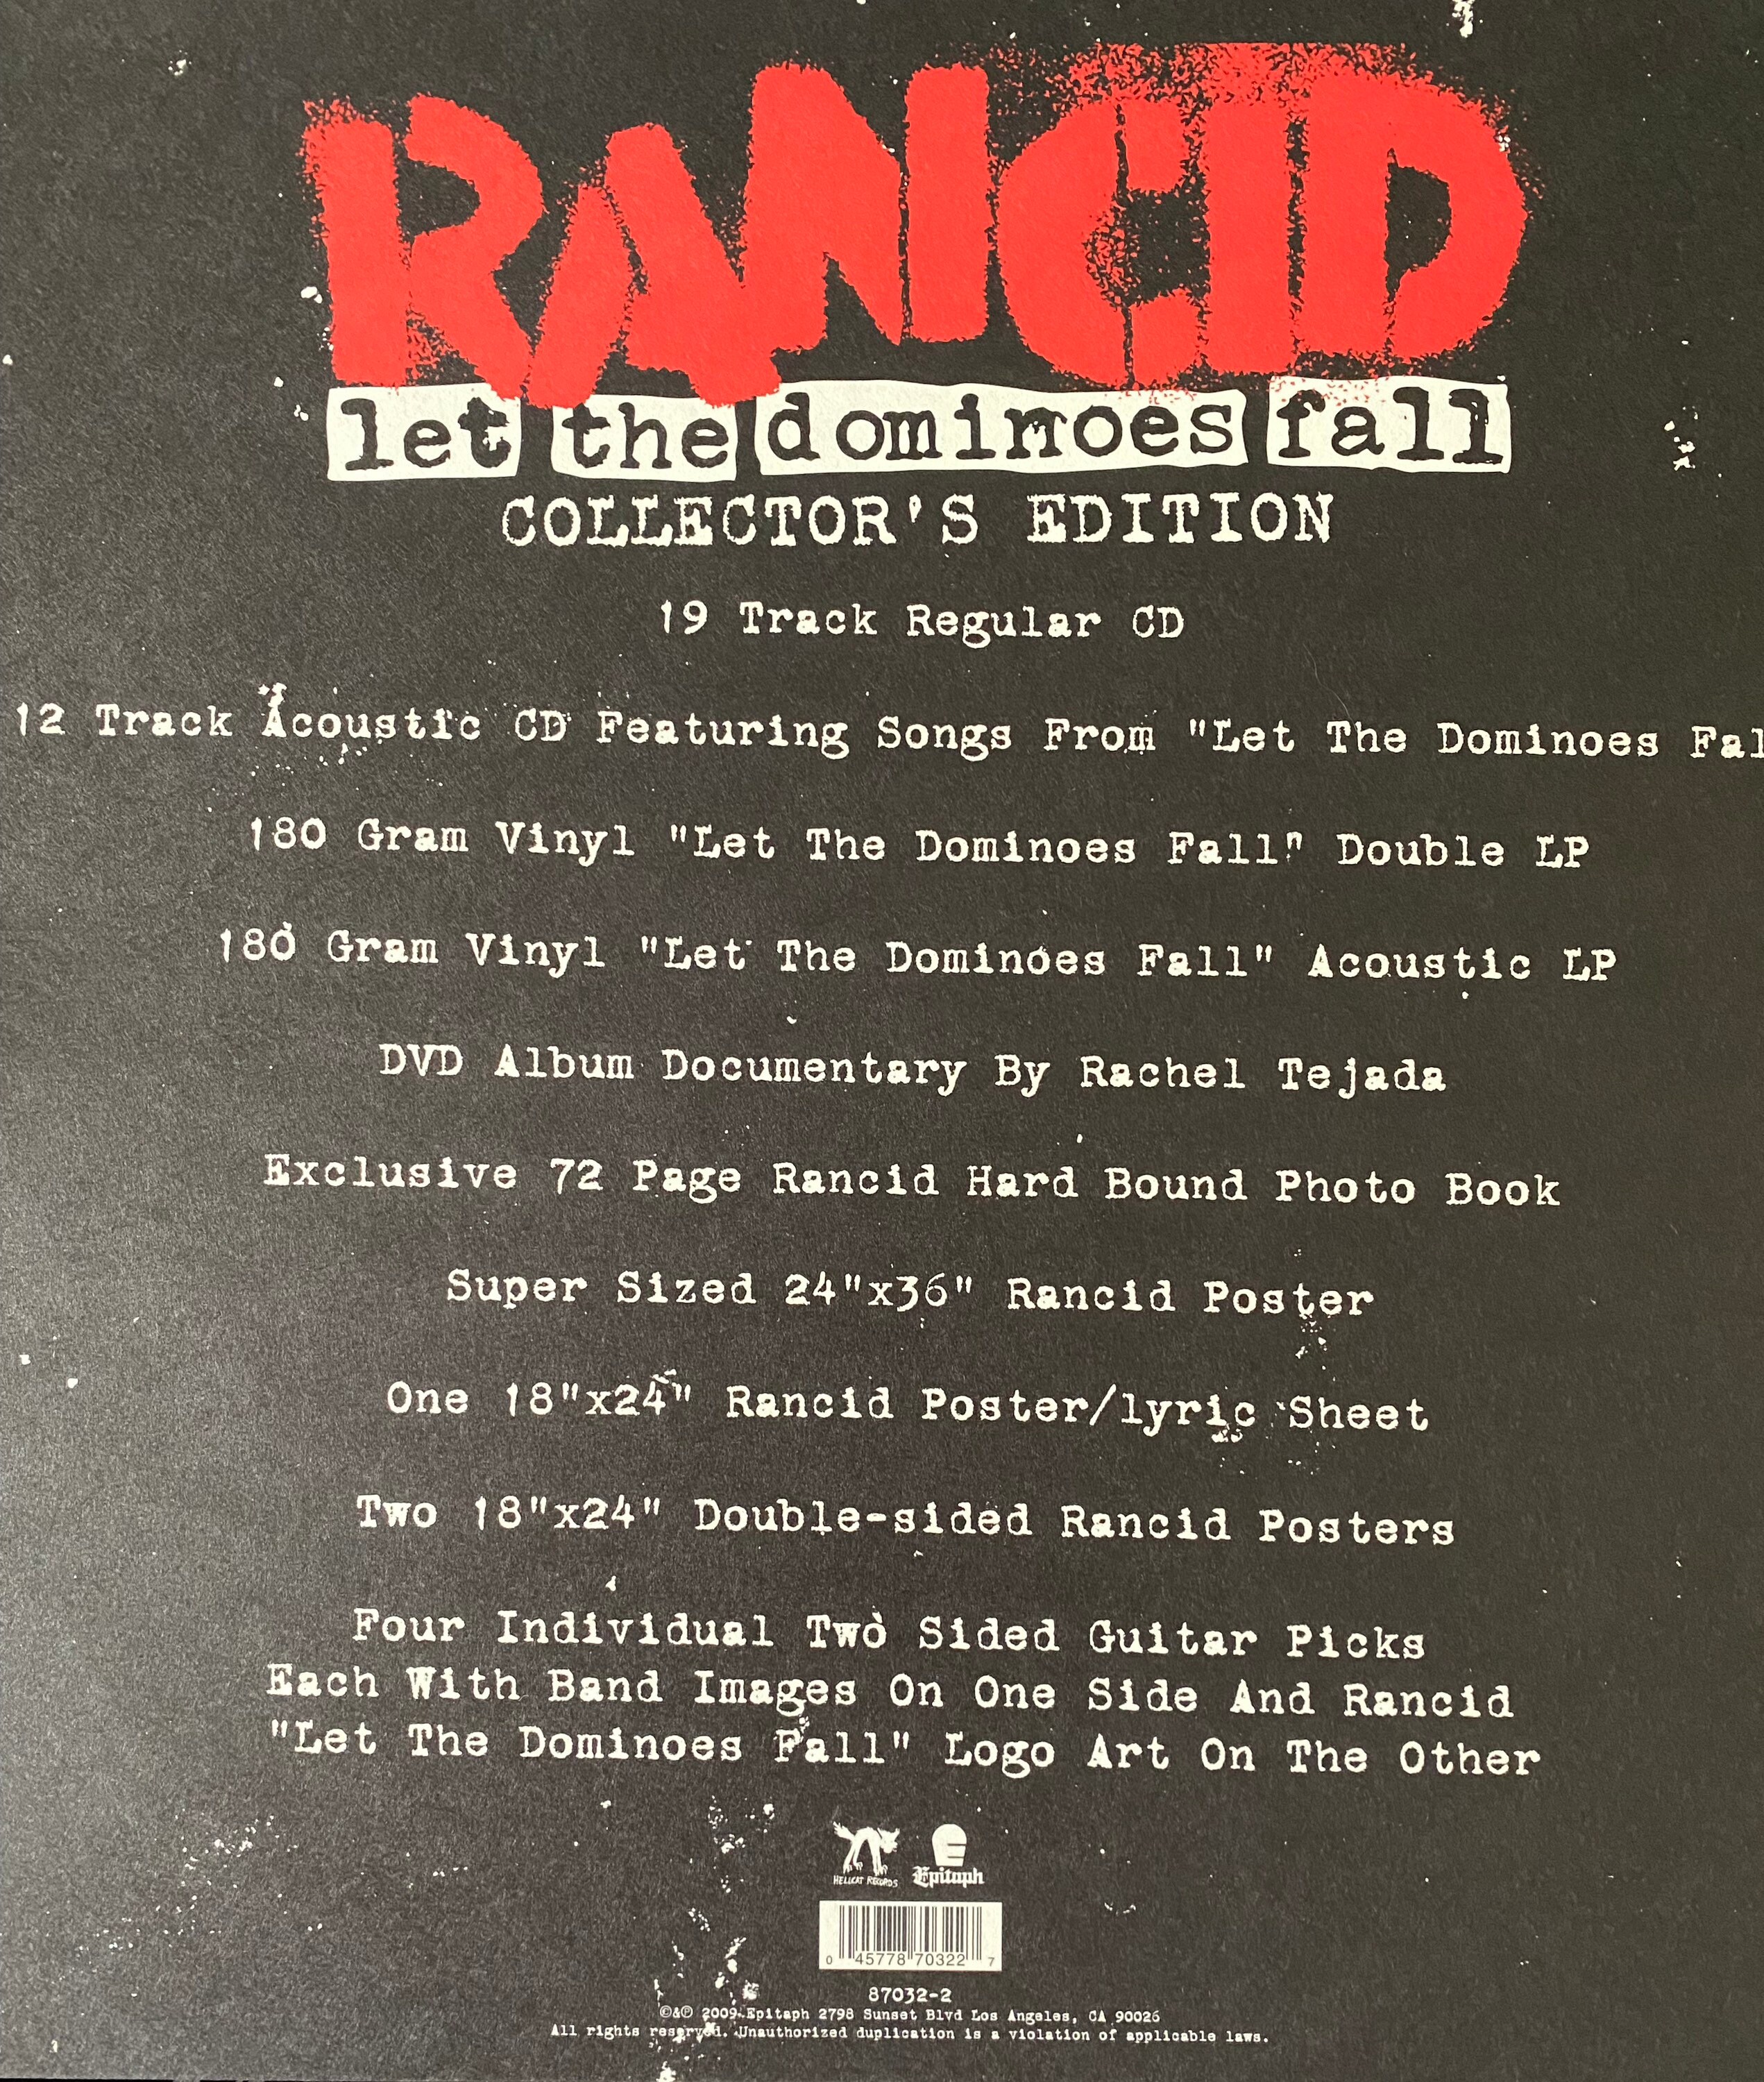 RANCID
let the dominoes fall
COLLECTOR'S EDITION
19 Track Regular CD
12 Track Acoustic CD Featuring Songs From "Let The Dominoes Fal
180 Gram Vinyl "Let The Dominoes Fall" Double LP
180 Gram Vinyl "Let The Dominoes Fall" Acoustic LP
DVD Album Documentary By Rachel Tejada
Exclusive 72 Page Rancid Hard Bound Photo Book
Super Sized 24"x36" Rancid Poster
One 18"x24" Rancid Poster/lyric Sheet
Two 18"x24" Double-sided Rancid Posters
Four Individual Two Sided Guitar Picks
Each With Band Images On One Side And Rancid
"Let The Dominoes Fall" Logo Art On The Other
HELLCAT RECORDS Epitaph
0 45778 70322 7
87032-2
©&℗ 2009 Epitaph 2798 Sunset Blvd Los Angeles, CA 90026
All rights reserved. Unauthorized duplication is a violation of applicable laws.